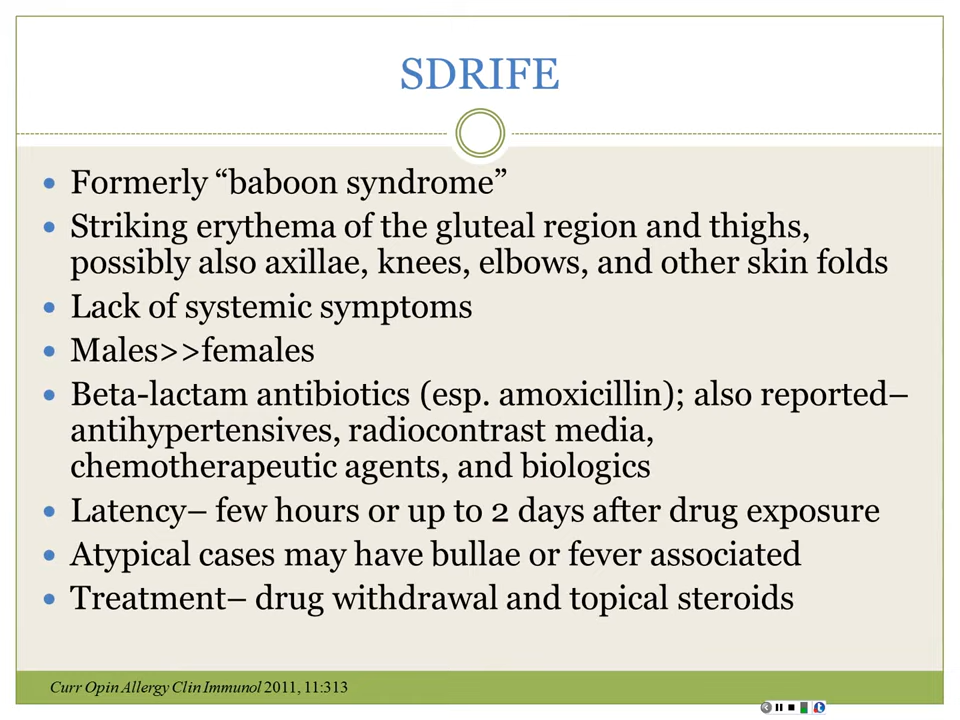 SDRIFE
• Formerly “baboon syndrome”
• Striking erythema of the gluteal region and thighs,
possibly also axillae, knees, elbows, and other skin folds
• Lack of systemic symptoms
• Males>>females
• Beta-lactam antibiotics (esp. amoxicillin); also reported–
antihypertensives, radiocontrast media,
chemotherapeutic agents, and biologics
• Latency– few hours or up to 2 days after drug exposure
• Atypical cases may have bullae or fever associated
• Treatment– drug withdrawal and topical steroids
Curr Opin Allergy Clin Immunol 2011, 11:313